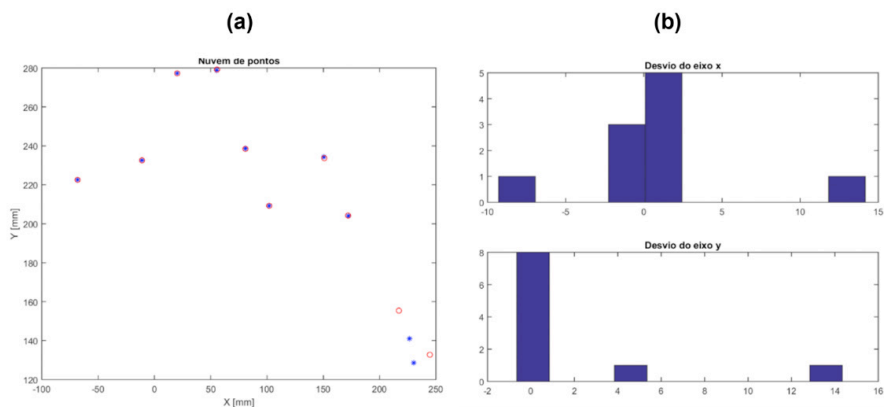 (a)
Nuvem de pontos
280
260
240
220
200
180
160
140
120
Y [mm]
-100 -50 0 50 100 150 200 250
X [mm]
(b)
Desvio do eixo x
5
4
3
2
1
0
-10 -5 0 5 10 15
Desvio do eixo y
8
6
4
2
0
-2 0 2 4 6 8 10 12 14 16